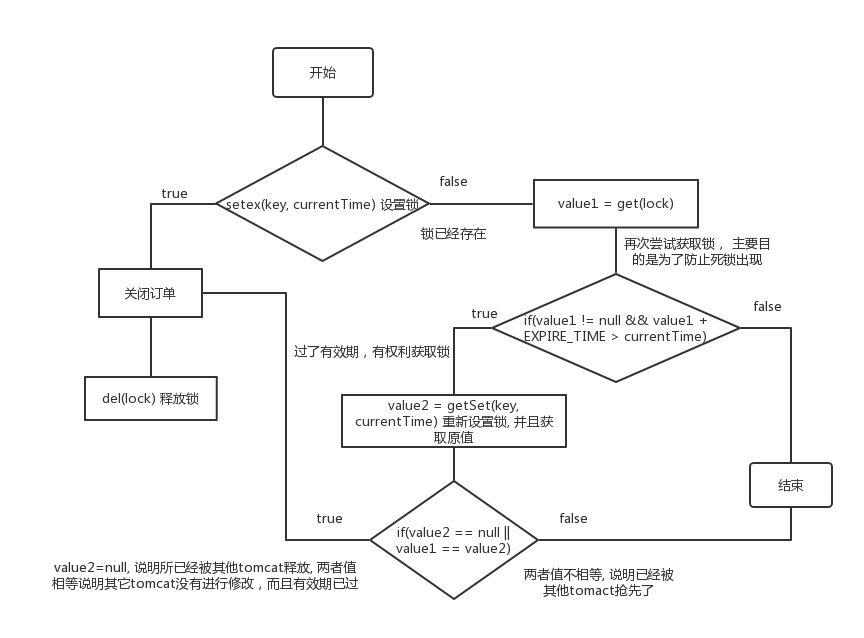 开始
true
false
setex(key, currentTime) 设置锁
value1 = get(lock)
锁已经存在
再次尝试获取锁， 主要目
的是为了防止死锁出现
关闭订单
true
false
if(value1 != null && value1 +
EXPIRE_TIME > currentTime)
过了有效期，有权利获取锁
del(lock) 释放锁
value2 = getSet(key,
currentTime) 重新设置锁, 并且获
取原值
结束
true
false
if(value2 == null ||
value1 == value2)
value2=null, 说明所已经被其他tomcat释放, 两者值
相等说明其它tomcat没有进行修改，而且有效期已过
两者值不相等, 说明已经被
其他tomact抢先了